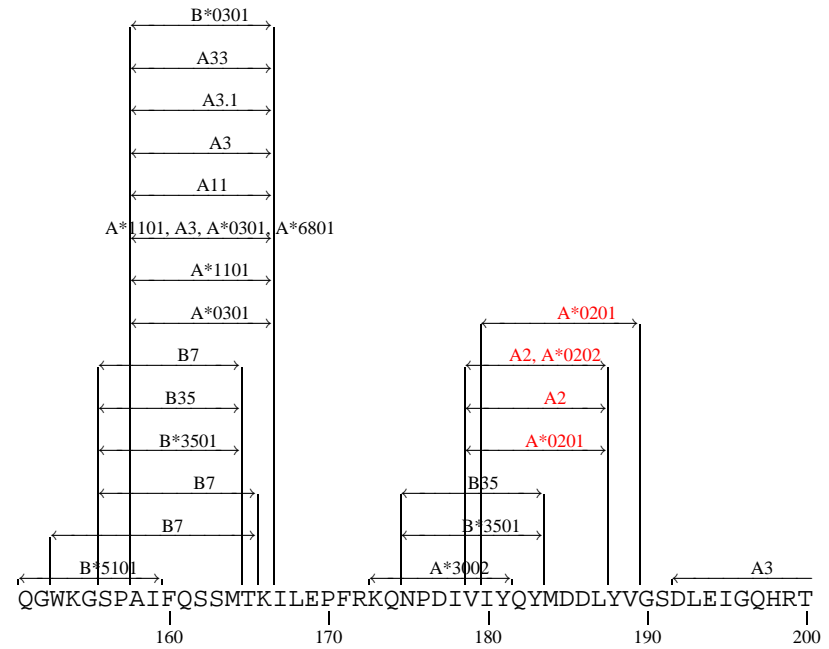 B*0301
A33
A3.1
A3
A11
A*1101, A3, A*0301, A*6801
A*1101
A*0301
A*0201
B7
A2, A*0202
B35
A2
B*3501
A*0201
B7
B35
B7
B*3501
B*5101
A*3002
A3
QGWKGSPAIFQSSMTKILEPFRKQNPDIVIYQYMDDLYVGSDLEIGQHRT
160 170 180 190 200